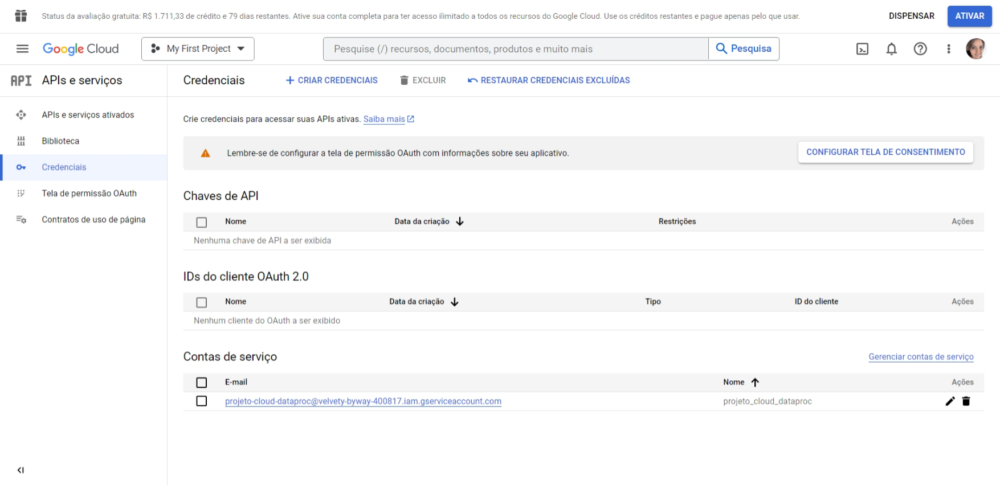 Status da avaliação gratuita: R$ 1.711,33 de crédito e 79 dias restantes. Ative sua conta completa para ter acesso ilimitado a todos os recursos do Google Cloud. Use os créditos restantes e pague apenas pelo que usar.
DISPENSAR
ATIVAR
Google Cloud
My First Project
Pesquise (/) recursos, documentos, produtos e muito mais
Pesquisa
API APIs e serviços
Credenciais
CRIAR CREDENCIAIS
EXCLUIR
RESTAURAR CREDENCIAIS EXCLUÍDAS
APIs e serviços ativados
Biblioteca
Credenciais
Tela de permissão OAuth
Contratos de uso de página
Crie credenciais para acessar suas APIs ativas. Saiba mais
Lembre-se de configurar a tela de permissão OAuth com informações sobre seu aplicativo.
CONFIGURAR TELA DE CONSENTIMENTO
Chaves de API
Nome Data da criação Restrições Ações
Nenhuma chave de API a ser exibida
IDs do cliente OAuth 2.0
Nome Data da criação Tipo ID do cliente Ações
Nenhum cliente do OAuth a ser exibido
Contas de serviço
Gerenciar contas de serviço
E-mail Nome Ações
projeto-cloud-dataproc@velvety-byway-400817.iam.gserviceaccount.com projeto_cloud_dataproc